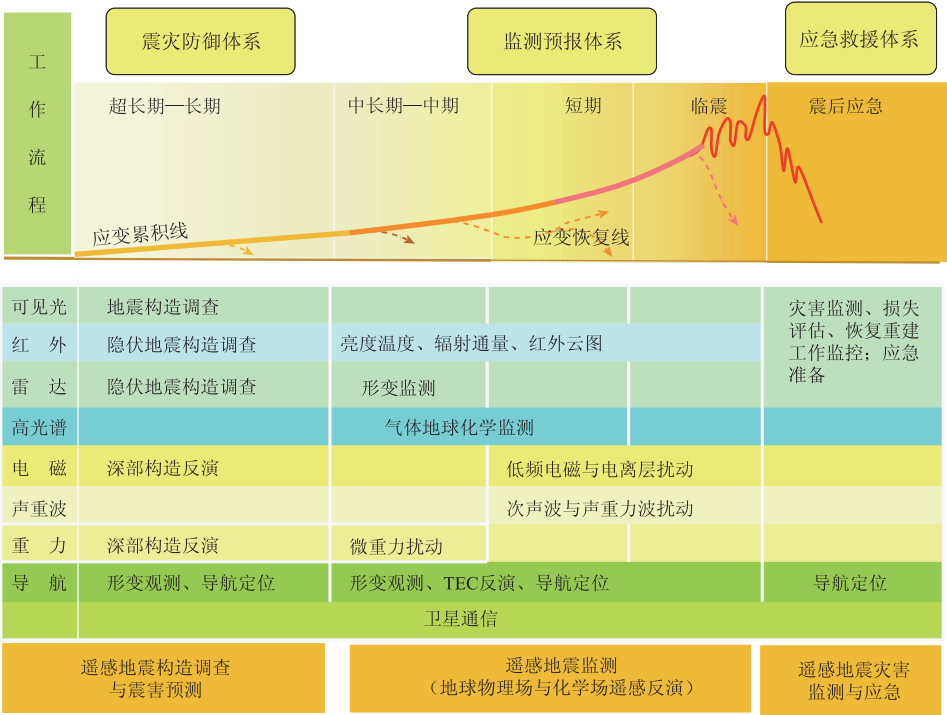 震灾防御体系
监测预报体系
应急救援体系
工
作
流
程
超长期—长期
中长期—中期
短期
临震
震后应急
应变累积线
应变恢复线
可见光
地震构造调查
灾害监测、损失
评估、恢复重建
工作监控；应急
准备
红 外
隐伏地震构造调查
亮度温度、辐射通量、红外云图
雷 达
隐伏地震构造调查
形变监测
高光谱
气体地球化学监测
电 磁
深部构造反演
低频电磁与电离层扰动
声重波
次声波与声重力波扰动
重 力
深部构造反演
微重力扰动
导 航
形变观测、导航定位
形变观测、TEC反演、导航定位
导航定位
卫星通信
遥感地震构造调查
与震害预测
遥感地震监测
（地球物理场与化学场遥感反演）
遥感地震灾害
监测与应急